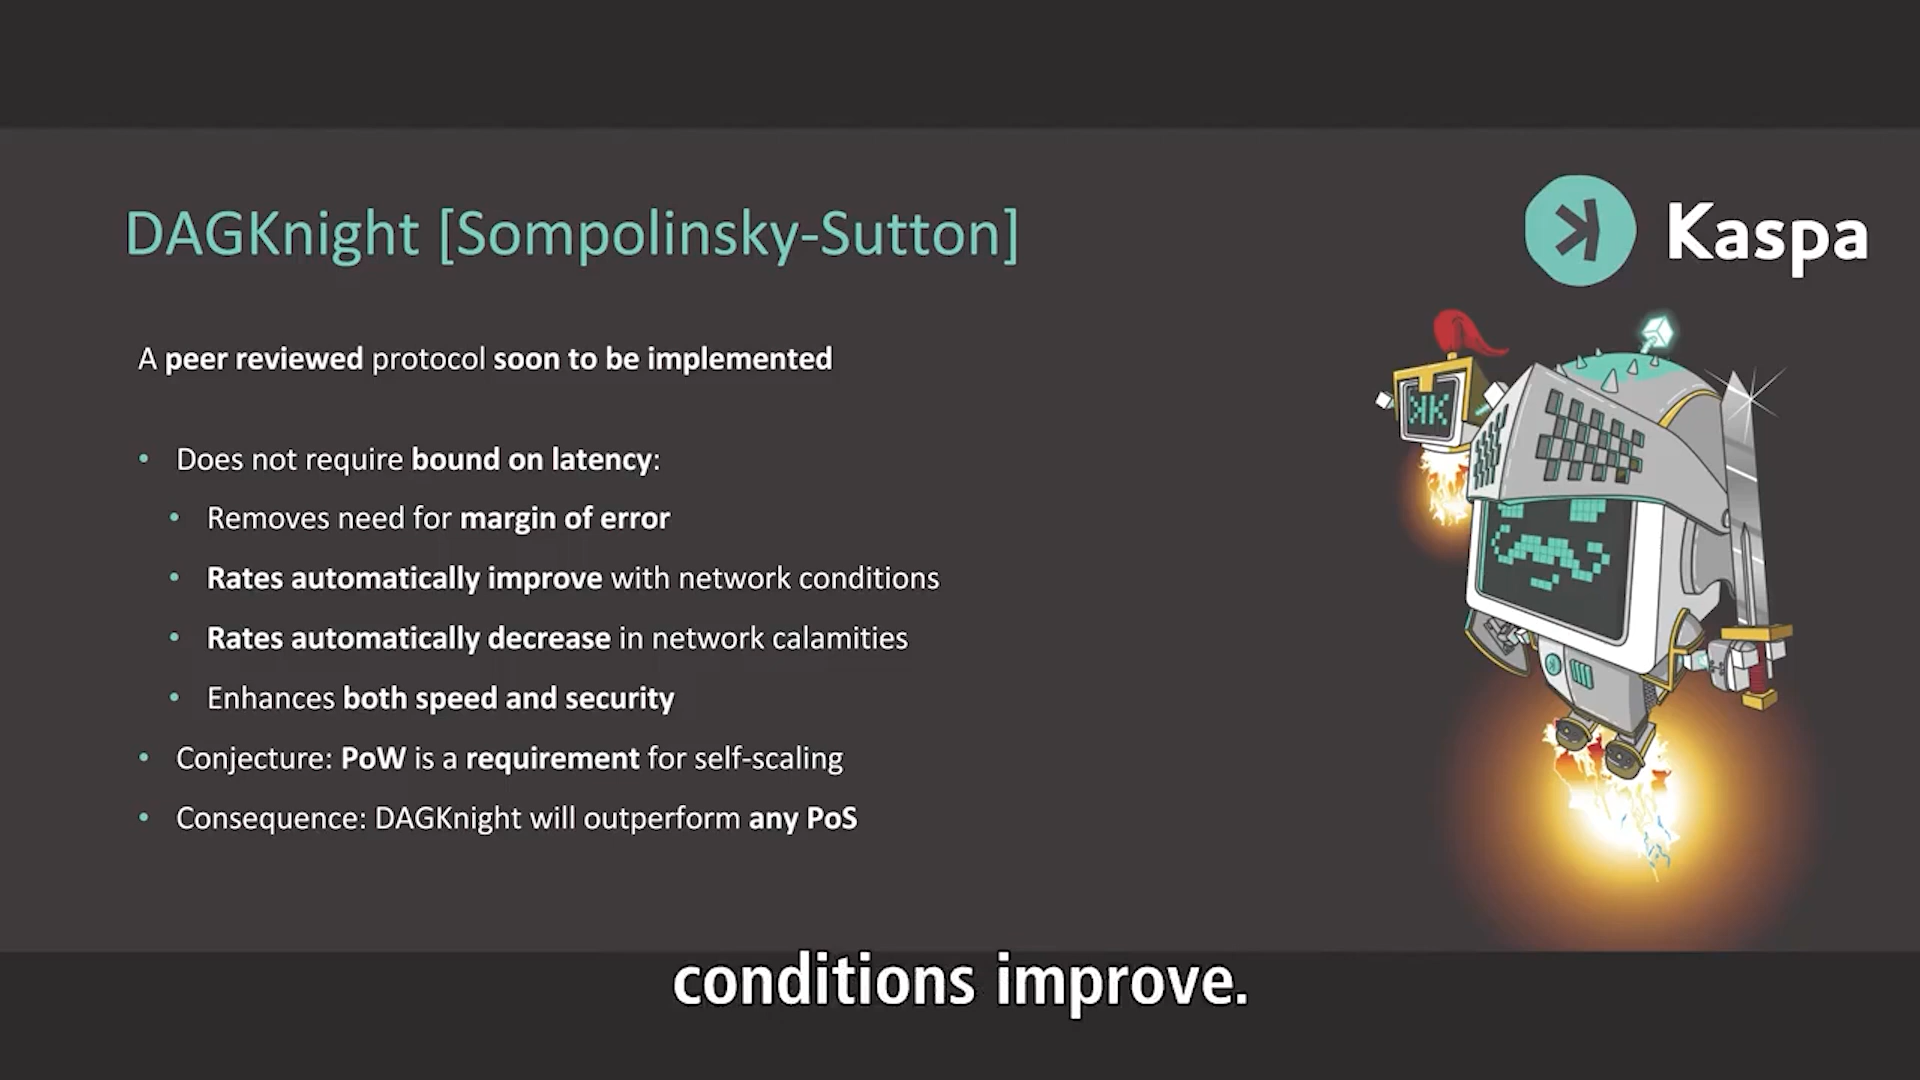 DAGKnight [Sompolinsky-Sutton]
Kaspa
A peer reviewed protocol soon to be implemented
• Does not require bound on latency:
• Removes need for margin of error
• Rates automatically improve with network conditions
• Rates automatically decrease in network calamities
• Enhances both speed and security
• Conjecture: PoW is a requirement for self-scaling
• Consequence: DAGKnight will outperform any PoS
conditions improve.